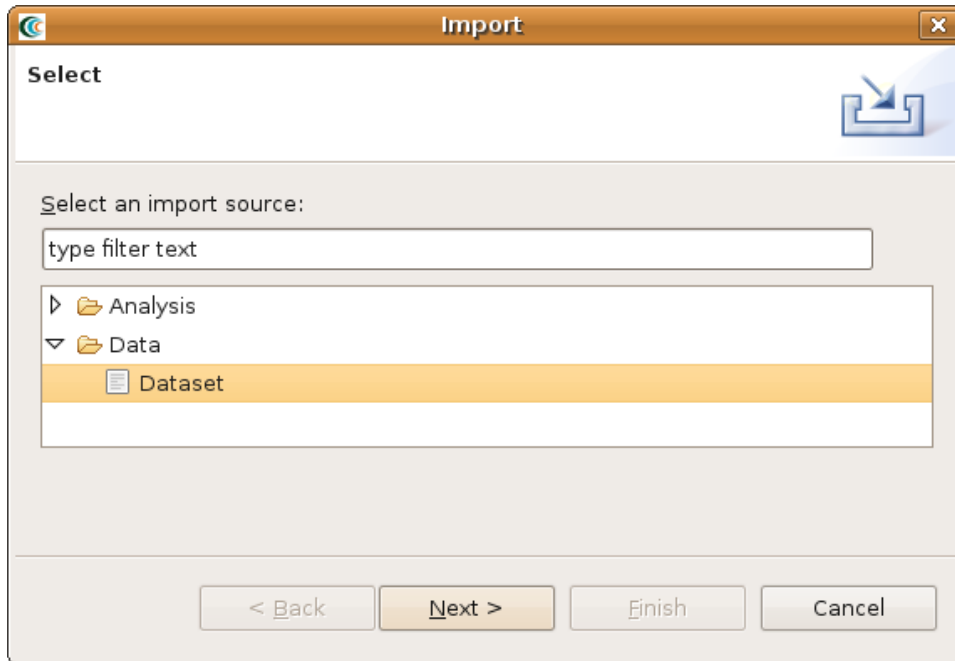 Import
Select
Select an import source:
type filter text
Analysis
Data
Dataset
< Back Next > Finish Cancel